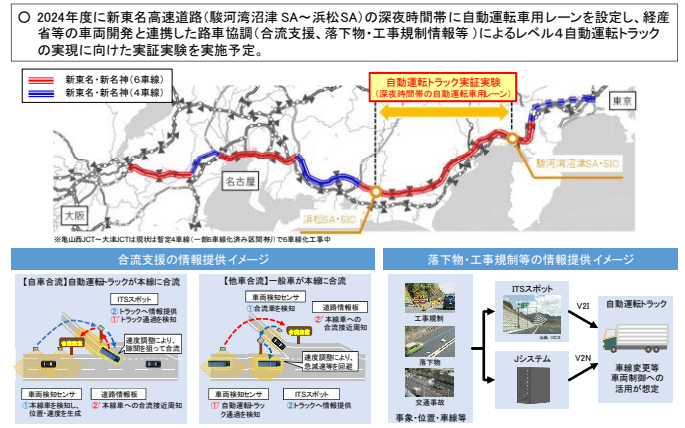 ○ 2024年度に新東名高速道路(駿河湾沼津SA～浜松SA)の深夜時間帯に自動運転車用レーンを設定し、経産
省等の車両開発と連携した路車協調(合流支援、落下物・工事規制情報等)によるレベル４自動運転トラック
の実現に向けた実証実験を実施予定。
新東名・新名神(６車線)
新東名・新名神(４車線)
自動運転トラック実証実験
(深夜時間帯の自動運転車用レーン)
東京
駿河湾沼津SA・SIC
名古屋
大阪
浜松SA・SIC
※亀山西JCT～大津JCTは現状は暫定4車線(一部6車線化済み区間有)で6車線化工事中
合流支援の情報提供イメージ
【自車合流】自動運転トラックが本線に合流
ITSスポット
②トラックへ情報提供
①’トラック通過を検知
速度調整により、
隙間を狙って合流
車両検知センサ
①本線車を検知し、
位置・速度を生成
道路情報板
②’本線車への合流接近周知
【他車合流】一般車が本線に合流
車両検知センサ
①合流車を検知
道路情報板
②’本線車への
合流接近周知
速度調整により、
急減速等を回避
車両検知センサ
①’自動運転トラッ
ク通過を検知
ITSスポット
②トラックへ情報提供
落下物・工事規制等の情報提供イメージ
工事規制
落下物
交通事故
事象・位置・車線等
ITSスポット
Jシステム
V2I
V2N
自動運転トラック
車線変更等
車両制御への
活用が想定